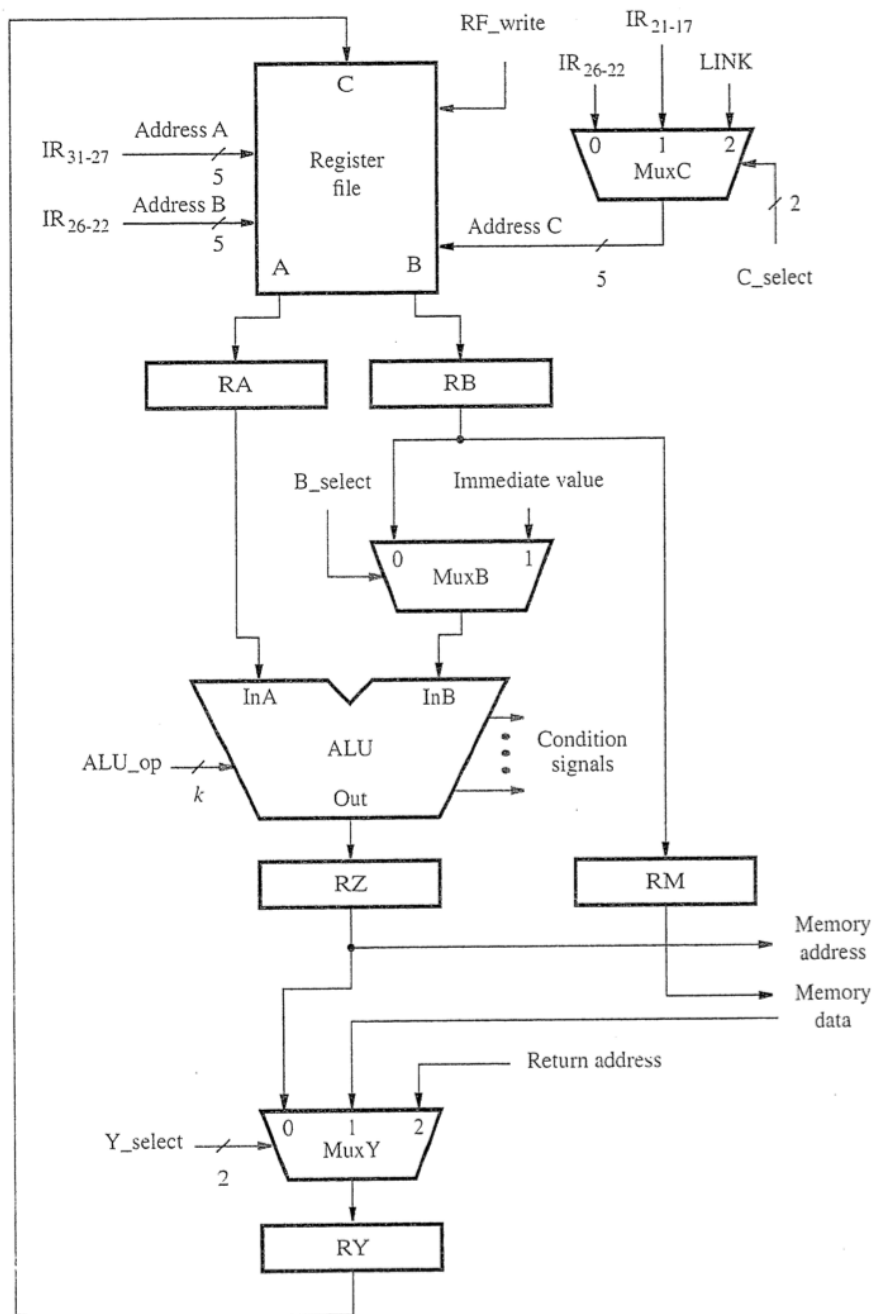 RF_write
IR21-17
IR26-22
LINK
C
Address A
IR31-27
5
Register
file
0 1 2
MuxC
Address B
IR26-22
5
Address C
2
5
C_select
A
B
RA
RB
B_select
Immediate value
0 1
MuxB
InA
InB
ALU
ALU_op
k
Condition
signals
Out
RZ
RM
Memory
address
Memory
data
Return address
0 1 2
Y_select
MuxY
2
RY